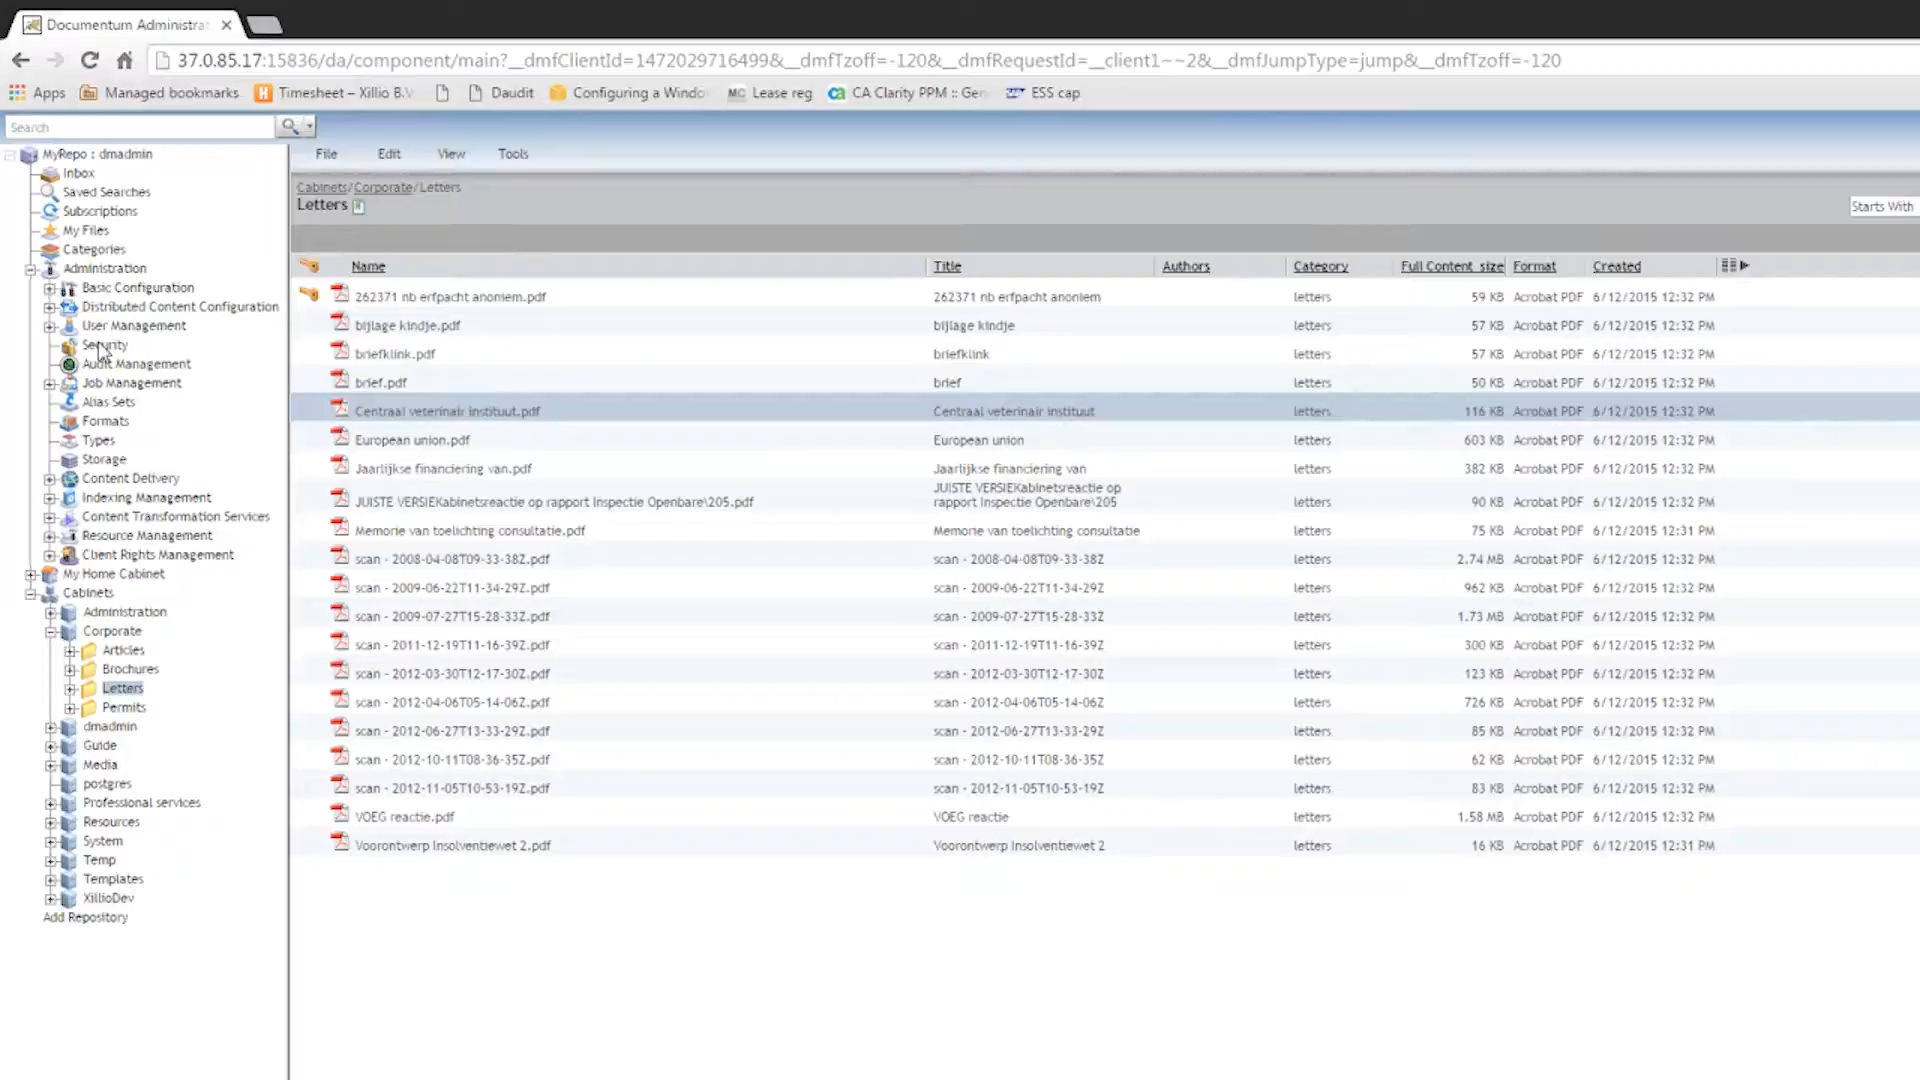 Documentum Administra
37.0.85.17:15836/da/component/main?__dmfClientId=1472029716499&__dmfTzoff=-120&__dmfRequestId=__client1~~2&__dmfJumpType=jump&__dmfTzoff=-120
Apps Managed bookmarks Timesheet – Xillio B.V. Daudit Configuring a Windo MC Lease reg ca CA Clarity PPM :: Ge ESS cap
Search
MyRepo : dmadmin
Inbox
Saved Searches
Subscriptions
My Files
Categories
Administration
Basic Configuration
Distributed Content Configuration
User Management
Security
Audit Management
Job Management
Alias Sets
Formats
Types
Storage
Content Delivery
Indexing Management
Content Transformation Services
Resource Management
Client Rights Management
My Home Cabinet
Cabinets
Administration
Corporate
Articles
Brochures
Letters
Permits
dmadmin
Guide
Media
postgres
Professional services
Resources
System
Temp
Templates
XillioDev
Add Repository
File Edit View Tools
Cabinets/Corporate/Letters
Letters
Starts With
Name Title Authors Category Full Content size Format Created
262371 nb erfpacht anoniem.pdf 262371 nb erfpacht anoniem letters 59 KB Acrobat PDF 6/12/2015 12:32 PM
bijlage kindje.pdf bijlage kindje letters 57 KB Acrobat PDF 6/12/2015 12:32 PM
briefklink.pdf briefklink letters 57 KB Acrobat PDF 6/12/2015 12:32 PM
brief.pdf brief letters 50 KB Acrobat PDF 6/12/2015 12:32 PM
Centraal veterinair instituut.pdf Centraal veterinair instituut letters 116 KB Acrobat PDF 6/12/2015 12:32 PM
European union.pdf European union letters 603 KB Acrobat PDF 6/12/2015 12:32 PM
Jaarlijkse financiering van.pdf Jaarlijkse financiering van letters 382 KB Acrobat PDF 6/12/2015 12:32 PM
JUISTE VERSIEKabinetsreactie op rapport Inspectie Openbare\205.pdf JUISTE VERSIEKabinetsreactie op
rapport Inspectie Openbare\205 letters 90 KB Acrobat PDF 6/12/2015 12:32 PM
Memorie van toelichting consultatie.pdf Memorie van toelichting consultatie letters 75 KB Acrobat PDF 6/12/2015 12:31 PM
scan - 2008-04-08T09-33-38Z.pdf scan - 2008-04-08T09-33-38Z letters 2.74 MB Acrobat PDF 6/12/2015 12:32 PM
scan - 2009-06-22T11-34-29Z.pdf scan - 2009-06-22T11-34-29Z letters 962 KB Acrobat PDF 6/12/2015 12:32 PM
scan - 2009-07-27T15-28-33Z.pdf scan - 2009-07-27T15-28-33Z letters 1.73 MB Acrobat PDF 6/12/2015 12:32 PM
scan - 2011-12-19T11-16-39Z.pdf scan - 2011-12-19T11-16-39Z letters 300 KB Acrobat PDF 6/12/2015 12:32 PM
scan - 2012-03-30T12-17-30Z.pdf scan - 2012-03-30T12-17-30Z letters 123 KB Acrobat PDF 6/12/2015 12:32 PM
scan - 2012-04-06T05-14-06Z.pdf scan - 2012-04-06T05-14-06Z letters 726 KB Acrobat PDF 6/12/2015 12:32 PM
scan - 2012-06-27T13-33-29Z.pdf scan - 2012-06-27T13-33-29Z letters 85 KB Acrobat PDF 6/12/2015 12:32 PM
scan - 2012-10-11T08-36-35Z.pdf scan - 2012-10-11T08-36-35Z letters 62 KB Acrobat PDF 6/12/2015 12:32 PM
scan - 2012-11-05T10-53-19Z.pdf scan - 2012-11-05T10-53-19Z letters 83 KB Acrobat PDF 6/12/2015 12:32 PM
VOEG reactie.pdf VOEG reactie letters 1.58 MB Acrobat PDF 6/12/2015 12:32 PM
Voorontwerp Insolventiewet 2.pdf Voorontwerp Insolventiewet 2 letters 16 KB Acrobat PDF 6/12/2015 12:31 PM